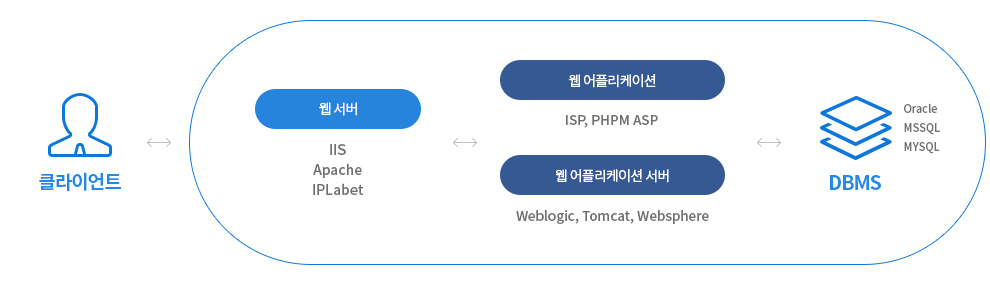 클라이언트
웹 서버
IIS
Apache
IPLabet
웹 어플리케이션
ISP, PHPM ASP
웹 어플리케이션 서버
Weblogic, Tomcat, Websphere
Oracle
MSSQL
MYSQL
DBMS